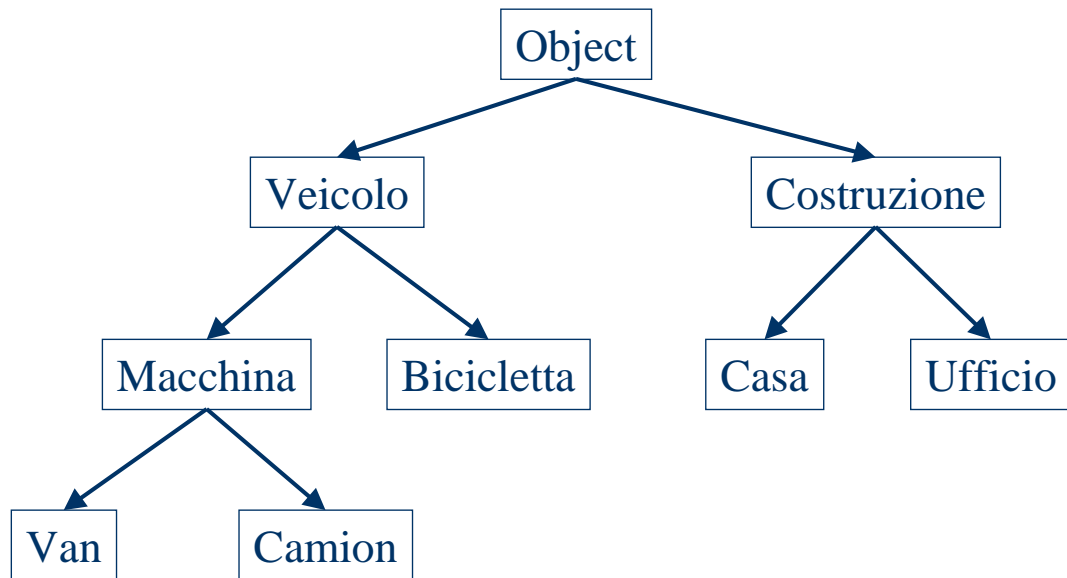 Object
Veicolo
Costruzione
Macchina
Bicicletta
Casa
Ufficio
Van
Camion